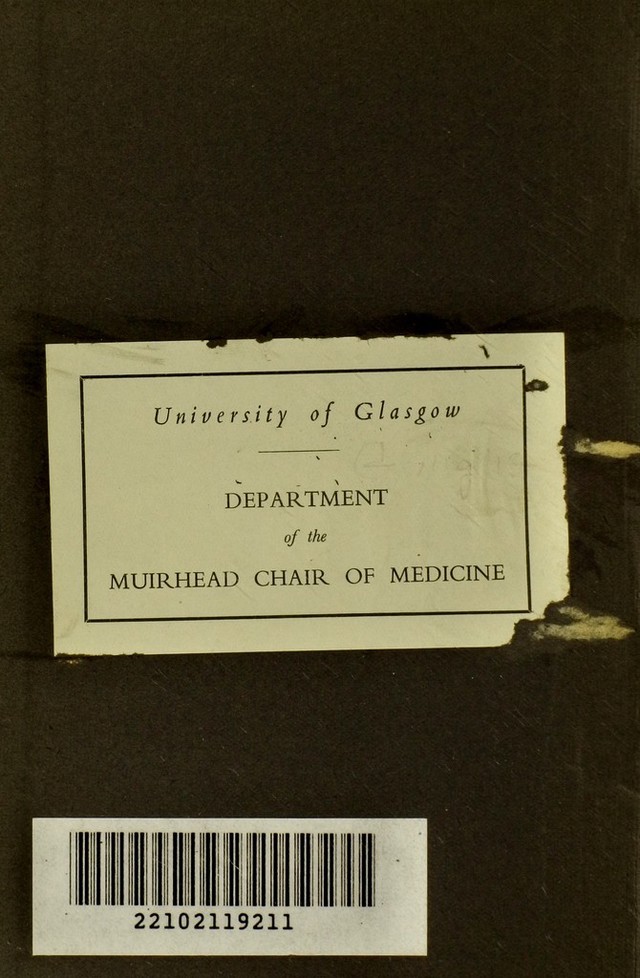 University of Glasgow
DEPARTMENT
of the
MUIRHEAD CHAIR OF MEDICINE
22102119211